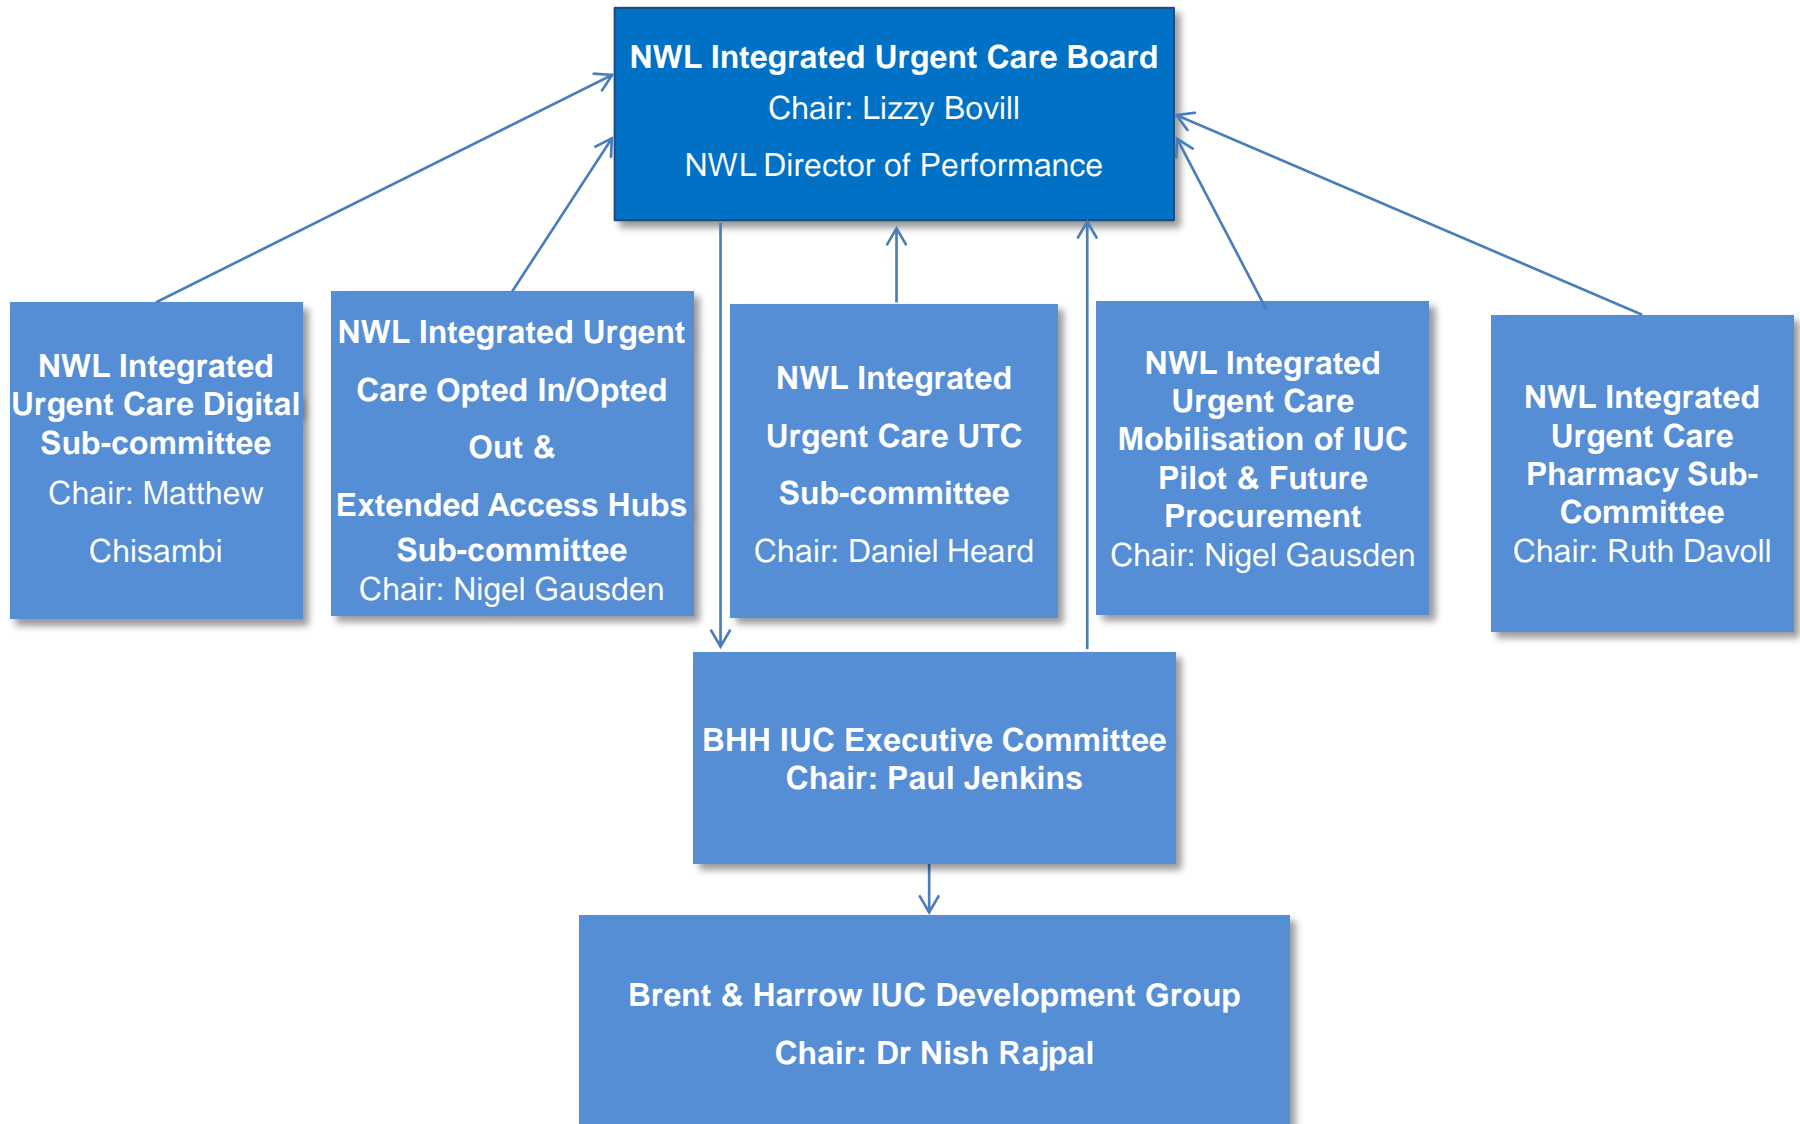 NWL Integrated Urgent Care Board
Chair: Lizzy Bovill
NWL Director of Performance
NWL Integrated
Urgent Care Digital
Sub-committee
Chair: Matthew
Chisambi
NWL Integrated Urgent
Care Opted In/Opted
Out &
Extended Access Hubs
Sub-committee
Chair: Nigel Gausden
NWL Integrated
Urgent Care UTC
Sub-committee
Chair: Daniel Heard
NWL Integrated
Urgent Care
Mobilisation of IUC
Pilot & Future
Procurement
Chair: Nigel Gausden
NWL Integrated
Urgent Care
Pharmacy Sub-
Committee
Chair: Ruth Davoll
BHH IUC Executive Committee
Chair: Paul Jenkins
Brent & Harrow IUC Development Group
Chair: Dr Nish Rajpal